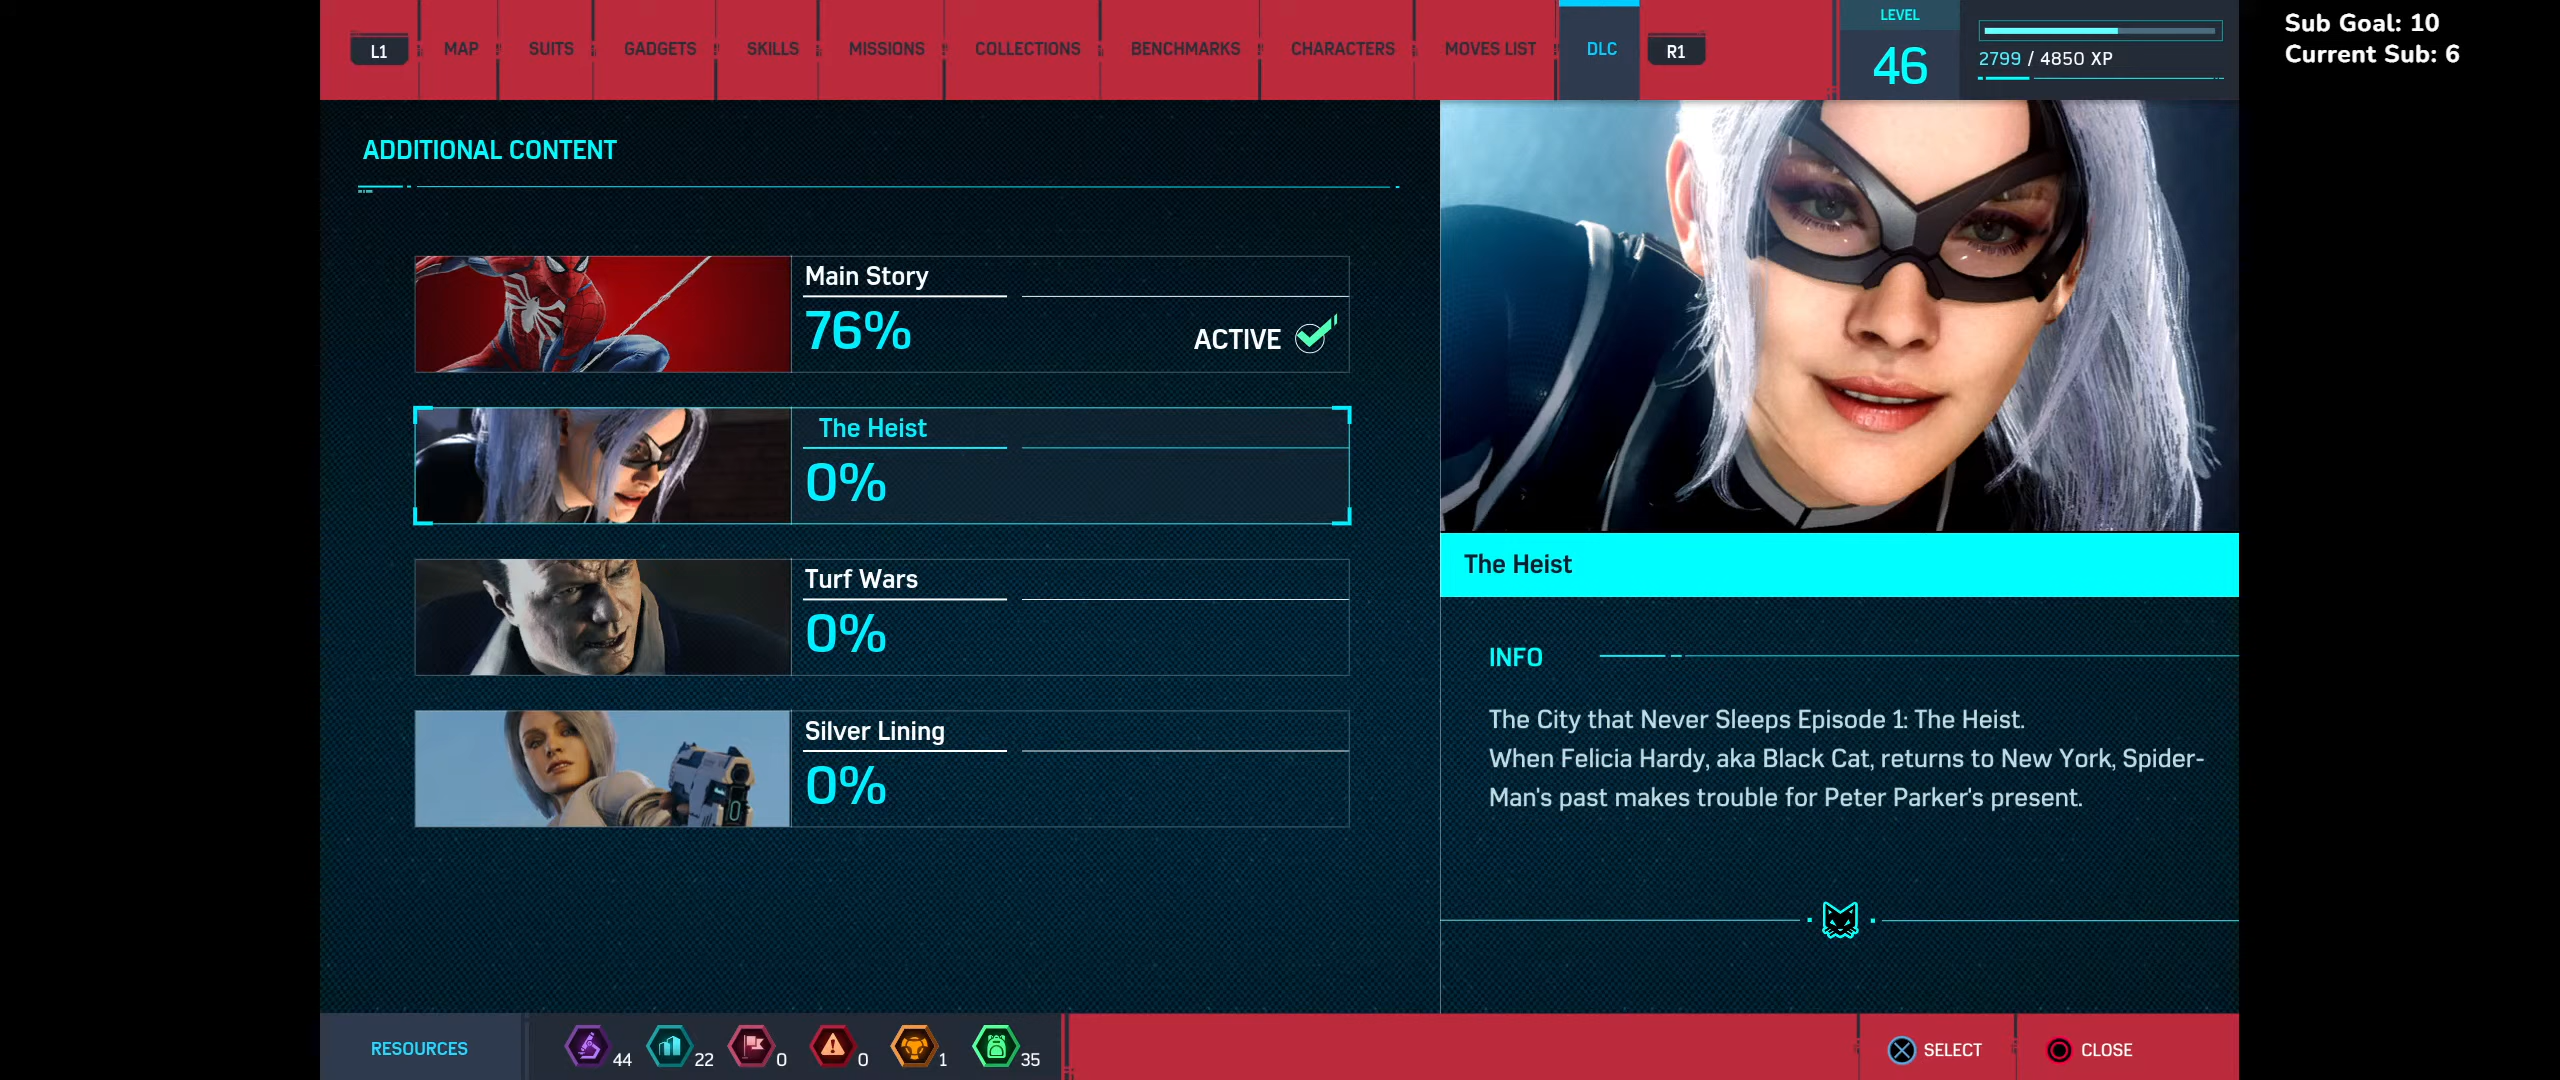 L1 MAP SUITS GADGETS SKILLS MISSIONS COLLECTIONS BENCHMARKS CHARACTERS MOVES LIST DLC R1
LEVEL
46
2799 / 4850 XP
Sub Goal: 10
Current Sub: 6
ADDITIONAL CONTENT
Main Story
76%
ACTIVE
The Heist
0%
Turf Wars
0%
Silver Lining
0%
The Heist
INFO
The City that Never Sleeps Episode 1: The Heist.
When Felicia Hardy, aka Black Cat, returns to New York, Spider-
Man's past makes trouble for Peter Parker's present.
RESOURCES 44 22 0 0 1 35
SELECT CLOSE